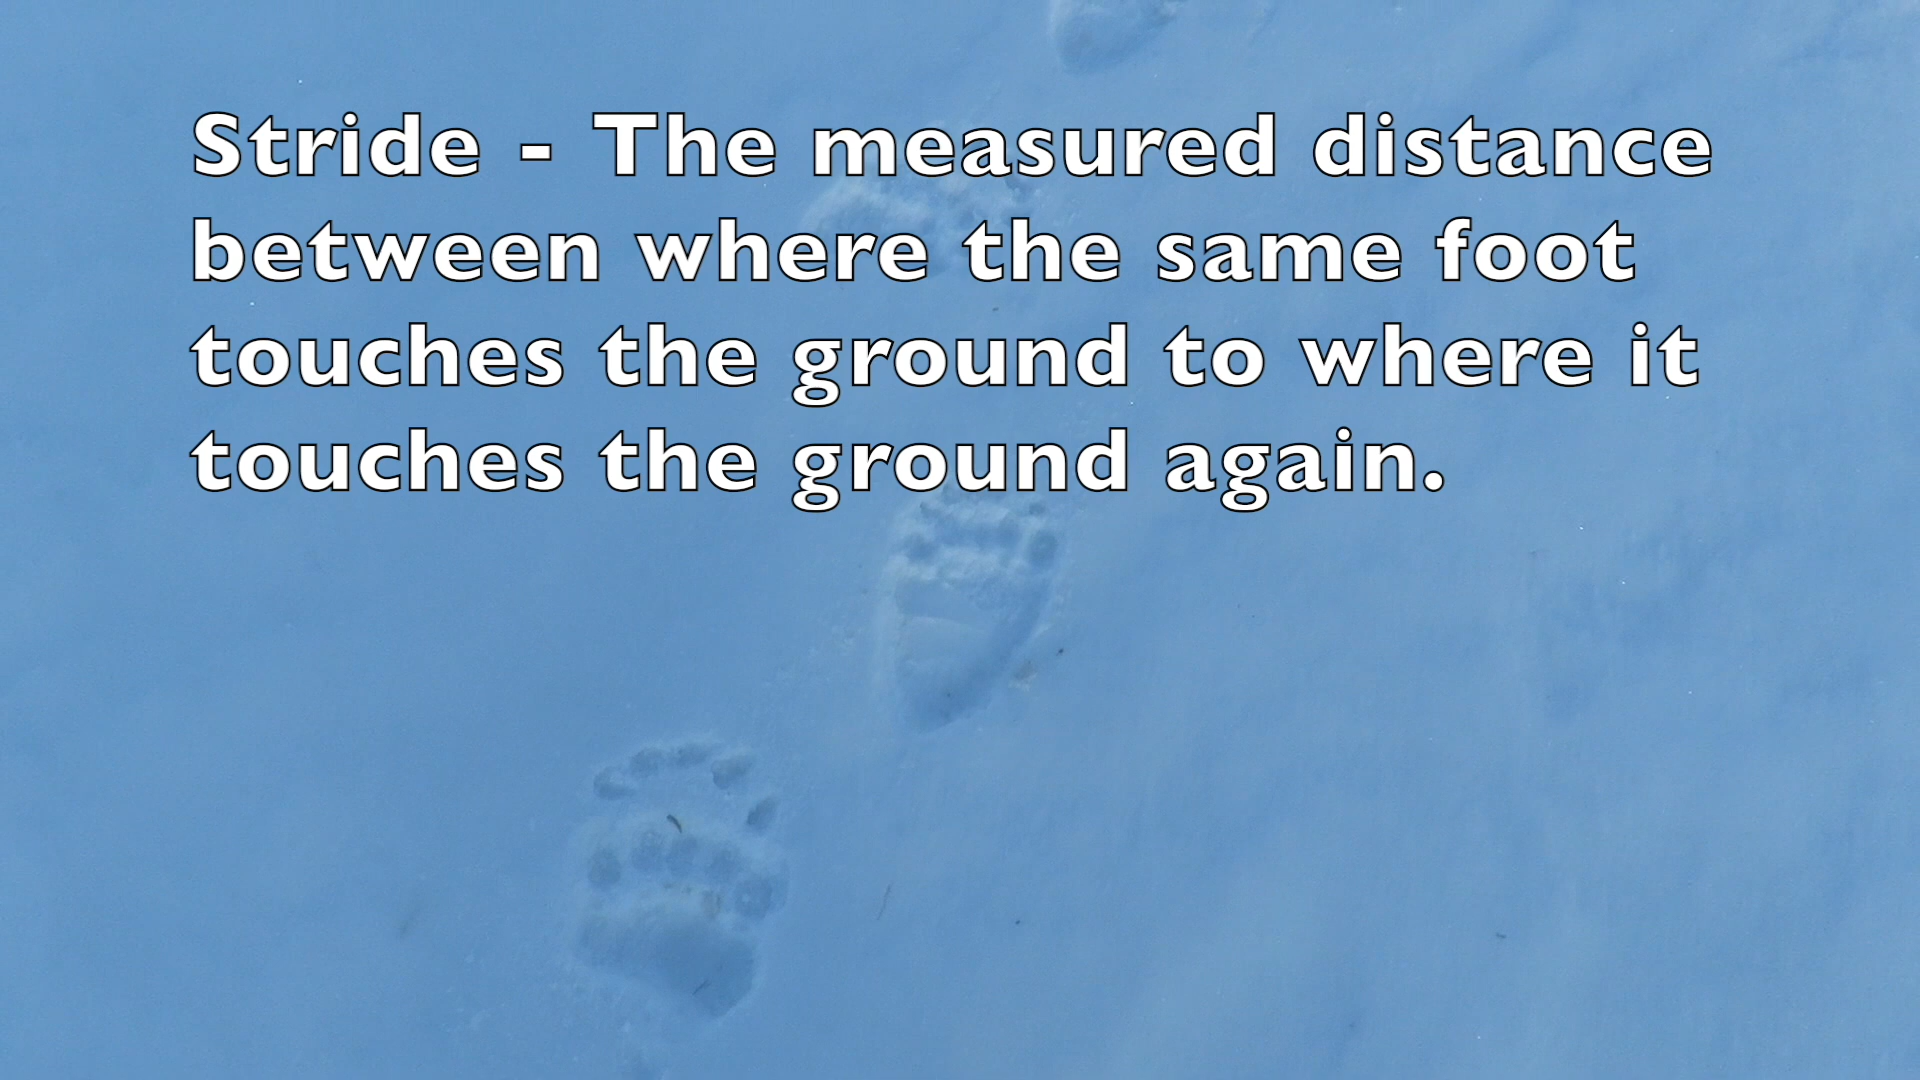 Stride - The measured distance
between where the same foot
touches the ground to where it
touches the ground again.